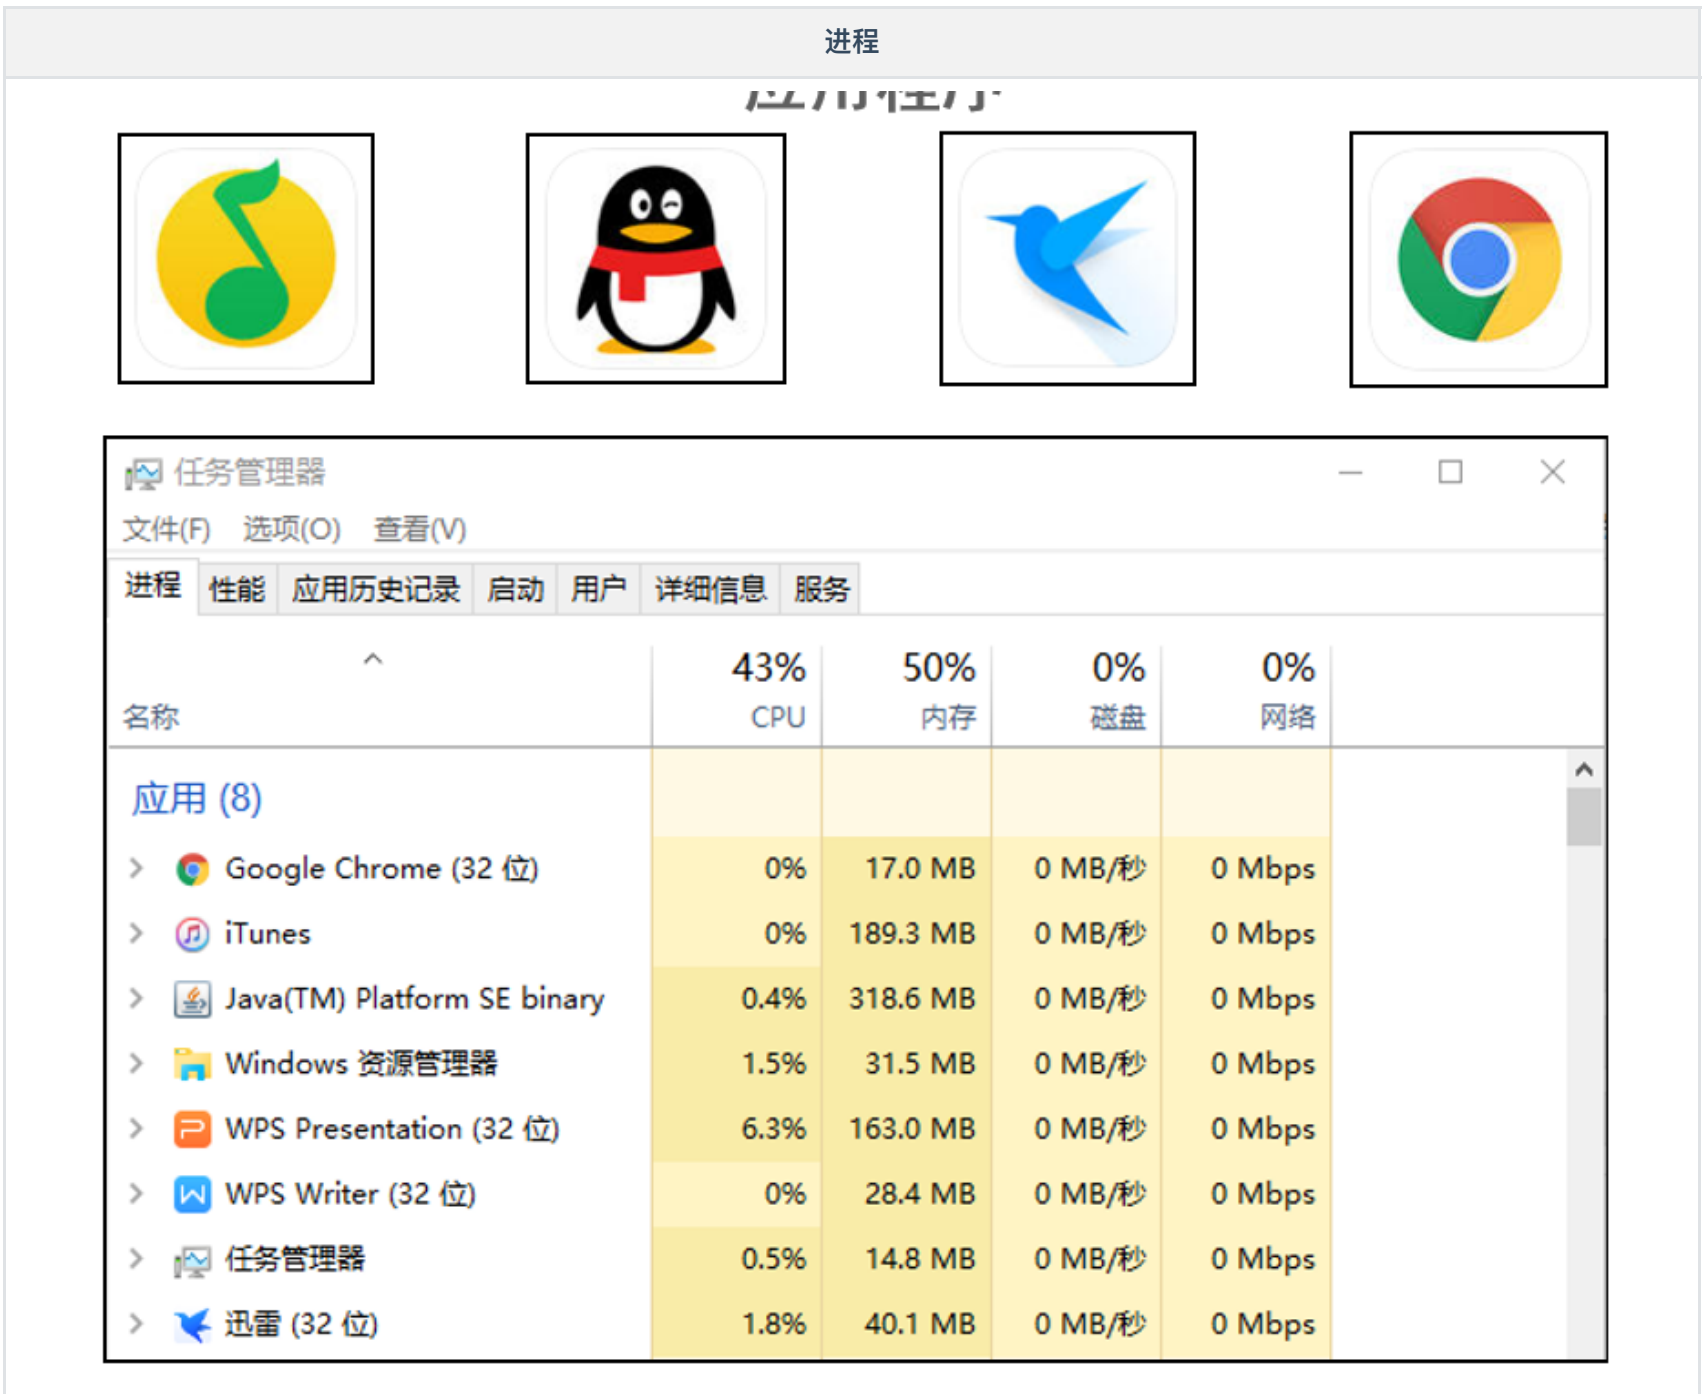 进程
应用程序
任务管理器
文件(F) 选项(O) 查看(V)
进程 性能 应用历史记录 启动 用户 详细信息 服务
43% 50% 0% 0%
名称 CPU 内存 磁盘 网络
应用 (8)
Google Chrome (32 位) 0% 17.0 MB 0 MB/秒 0 Mbps
iTunes 0% 189.3 MB 0 MB/秒 0 Mbps
Java(TM) Platform SE binary 0.4% 318.6 MB 0 MB/秒 0 Mbps
Windows 资源管理器 1.5% 31.5 MB 0 MB/秒 0 Mbps
WPS Presentation (32 位) 6.3% 163.0 MB 0 MB/秒 0 Mbps
WPS Writer (32 位) 0% 28.4 MB 0 MB/秒 0 Mbps
任务管理器 0.5% 14.8 MB 0 MB/秒 0 Mbps
迅雷 (32 位) 1.8% 40.1 MB 0 MB/秒 0 Mbps